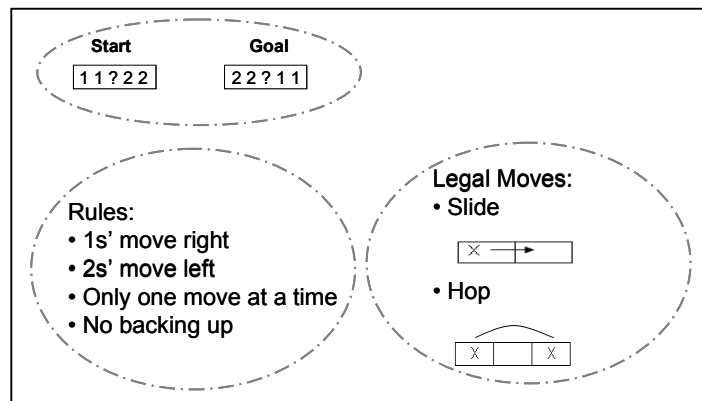 Start
Goal
1 1 ? 2 2
2 2 ? 1 1
Rules:
• 1s' move right
• 2s' move left
• Only one move at a time
• No backing up
Legal Moves:
• Slide
X
• Hop
X X